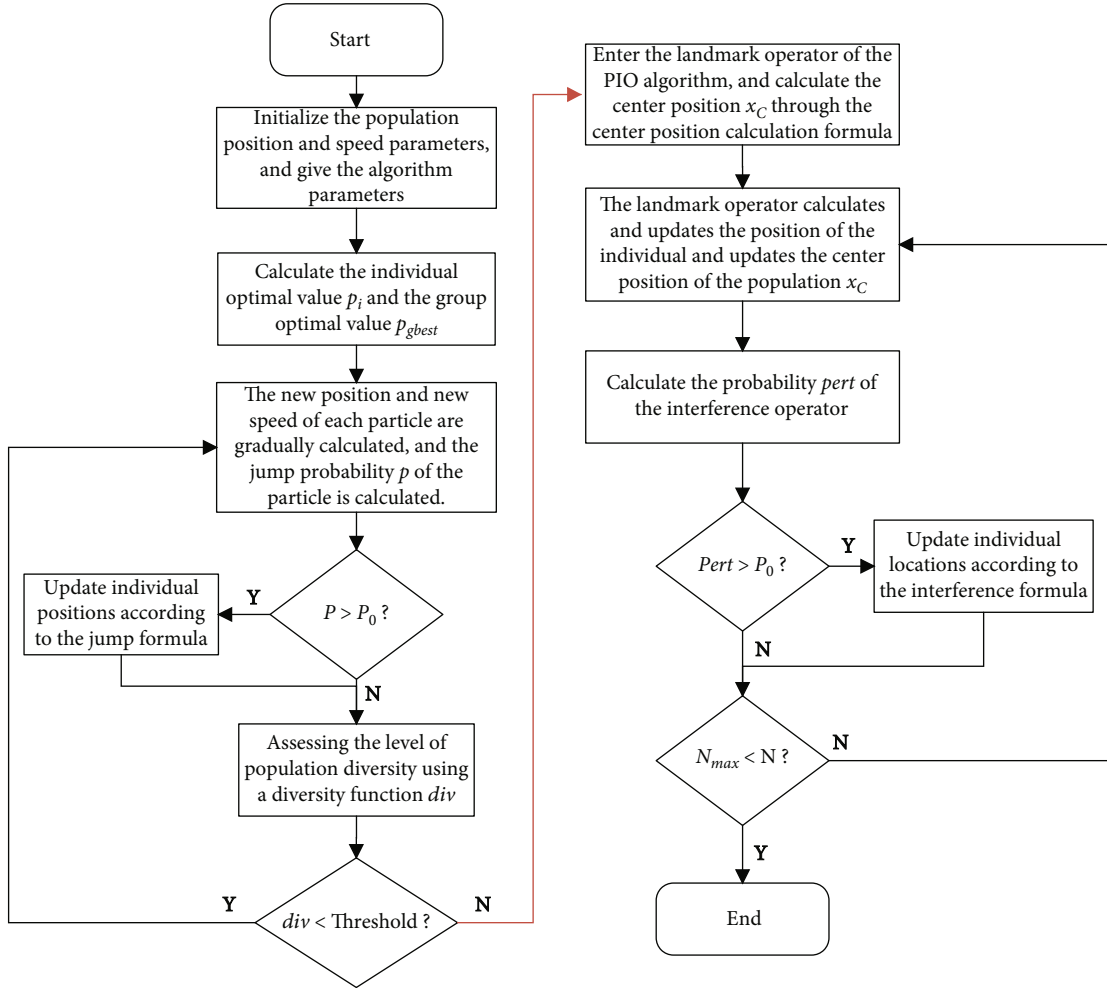 Start
Initialize the population
position and speed parameters,
and give the algorithm
parameters
Calculate the individual
optimal value p_i and the group
optimal value p_gbest
The new position and new
speed of each particle are
gradually calculated, and the
jump probability p of the
particle is calculated.
P > P_0 ?
Y
Update individual
positions according
to the jump formula
N
Assessing the level of
population diversity using
a diversity function div
div < Threshold ?
Y
N
Enter the landmark operator of the
PIO algorithm, and calculate the
center position x_C through the
center position calculation formula
The landmark operator calculates
and updates the position of the
individual and updates the center
position of the population x_C
Calculate the probability pert of
the interference operator
Pert > P_0 ?
Y
Update individual
locations according to
the interference formula
N
N_max < N ?
N
Y
End